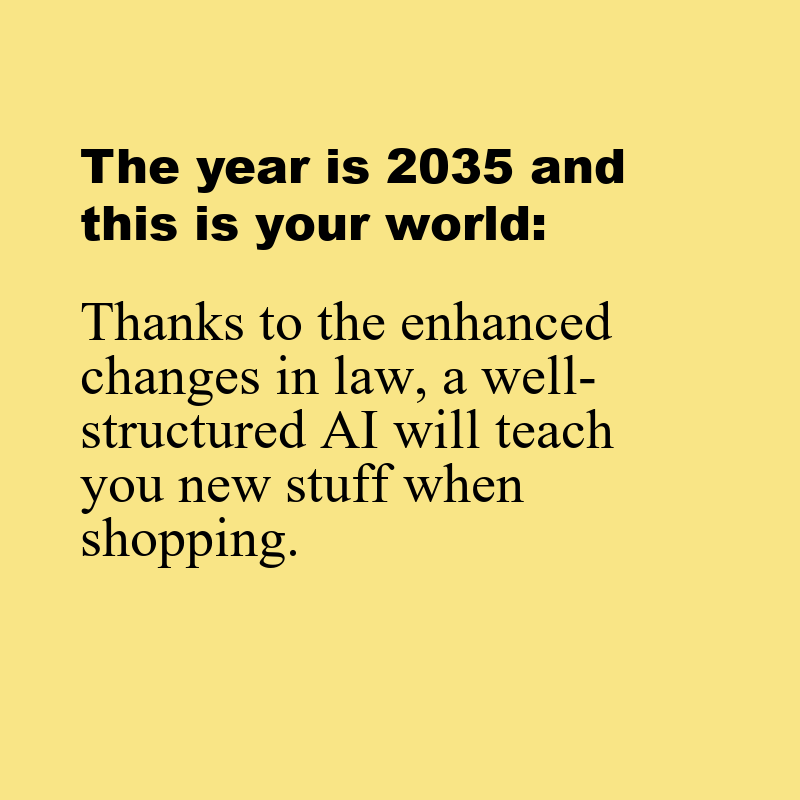 The year is 2035 and
this is your world:
Thanks to the enhanced
changes in law, a well-
structured AI will teach
you new stuff when
shopping.